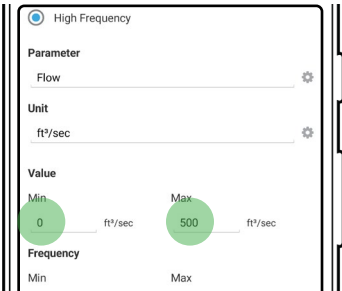 High Frequency
Parameter
Flow
Unit
ft³/sec
Value
Min Max
0 ft³/sec 500 ft³/sec
Frequency
Min Max